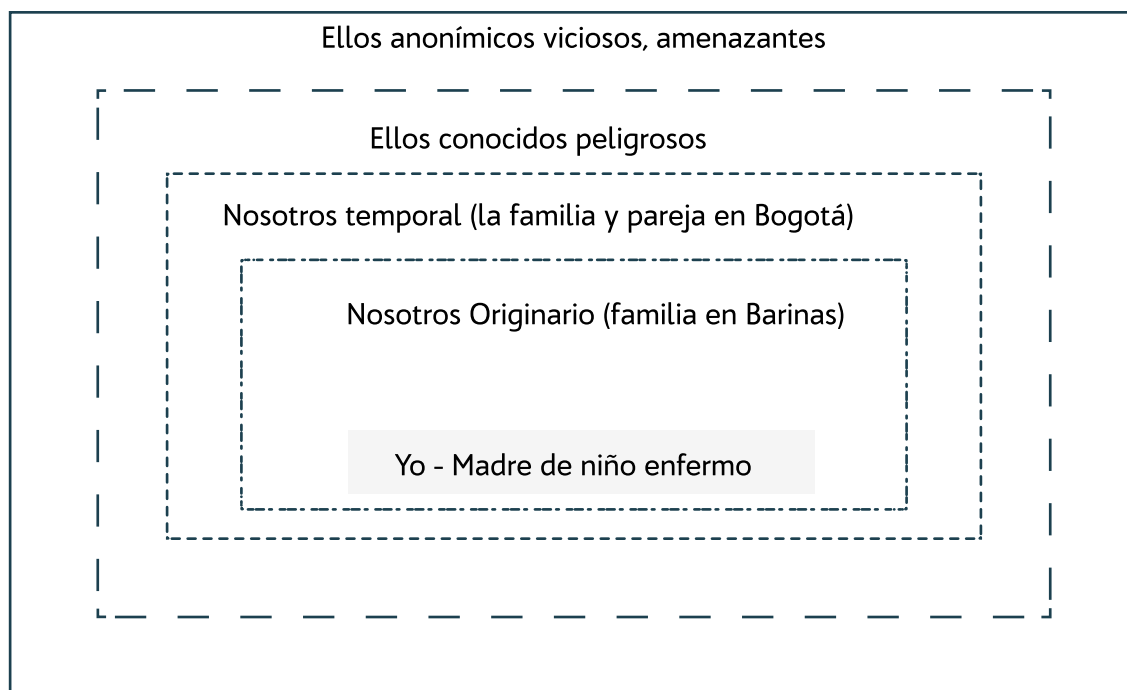 Ellos anonímicos viciosos, amenazantes
Ellos conocidos peligrosos
Nosotros temporal (la familia y pareja en Bogotá)
Nosotros Originario (familia en Barinas)
Yo - Madre de niño enfermo